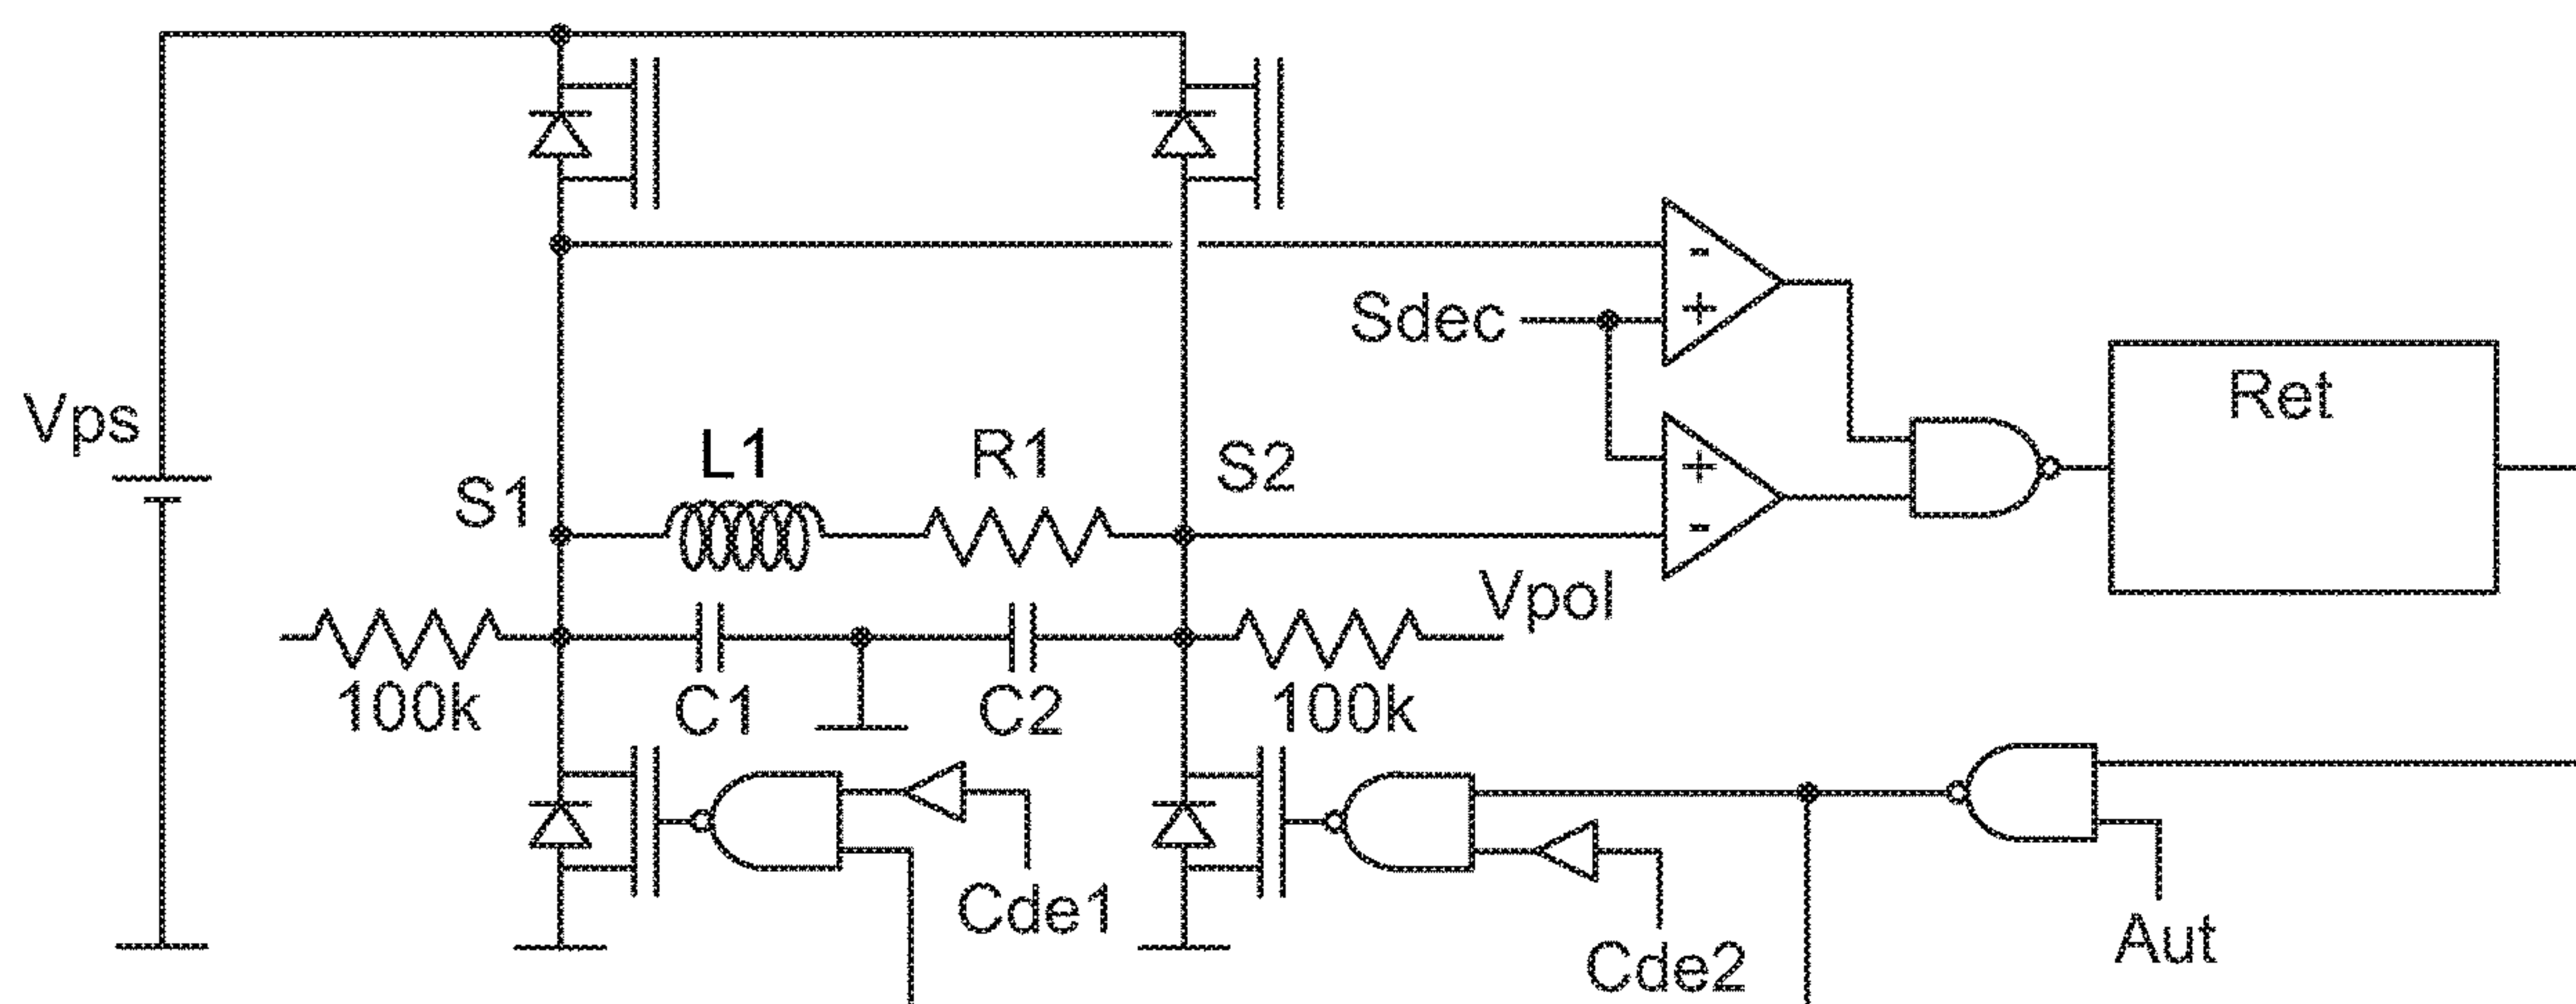 Sdec
-
+
Ret
Vps
L1
R1
S1
S2
+
-
Vpol
100k
C1
C2
100k
Cde1
Cde2
Aut